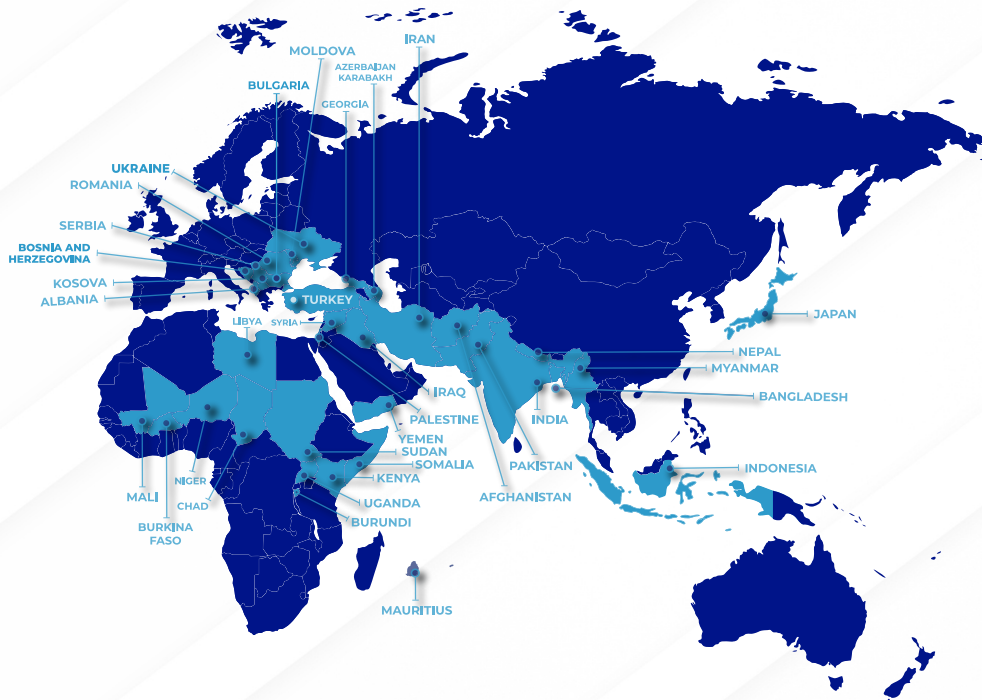 IRAN
MOLDOVA
AZERBAIJAN
KARABAKH
BULGARIA
GEORGIA
UKRAINE
ROMANIA
SERBIA
BOSNIA AND
HERZEGOVINA
KOSOVA
ALBANIA
TURKEY
LIBYA
SYRIA
JAPAN
NEPAL
MYANMAR
BANGLADESH
IRAQ
PALESTINE
INDIA
YEMEN
SUDAN
SOMALIA
PAKISTAN
INDONESIA
KENYA
NIGER
MALI
CHAD
UGANDA
AFGHANISTAN
BURUNDI
BURKINA
FASO
MAURITIUS